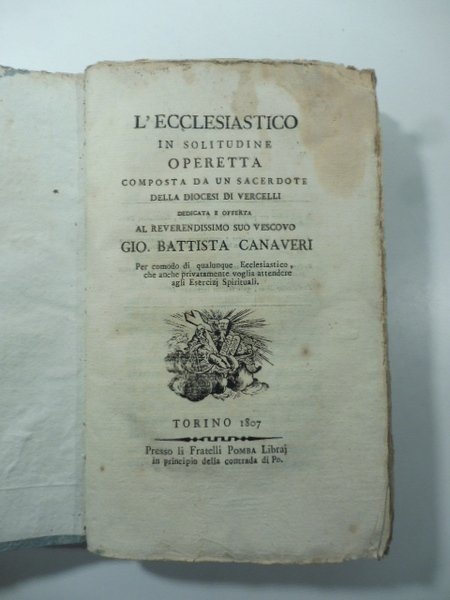 L'ECCLESIASTICO
IN SOLITUDINE
OPERETTA
COMPOSTA DA UN SACERDOTE
DELLA DIOCESI DI VERCELLI
DEDICATA E OFFERTA
AL REVERENDISSIMO SUO VESCOVO
GIO. BATTISTA CANAVERI
Per comodo di qualunque Ecclesiastico,
che anche privatamente voglia attendere
agli Esercizj Spirituali.
TORINO 1807
Presso li Fratelli POMBA Libraj
in principio della contrada di Po.